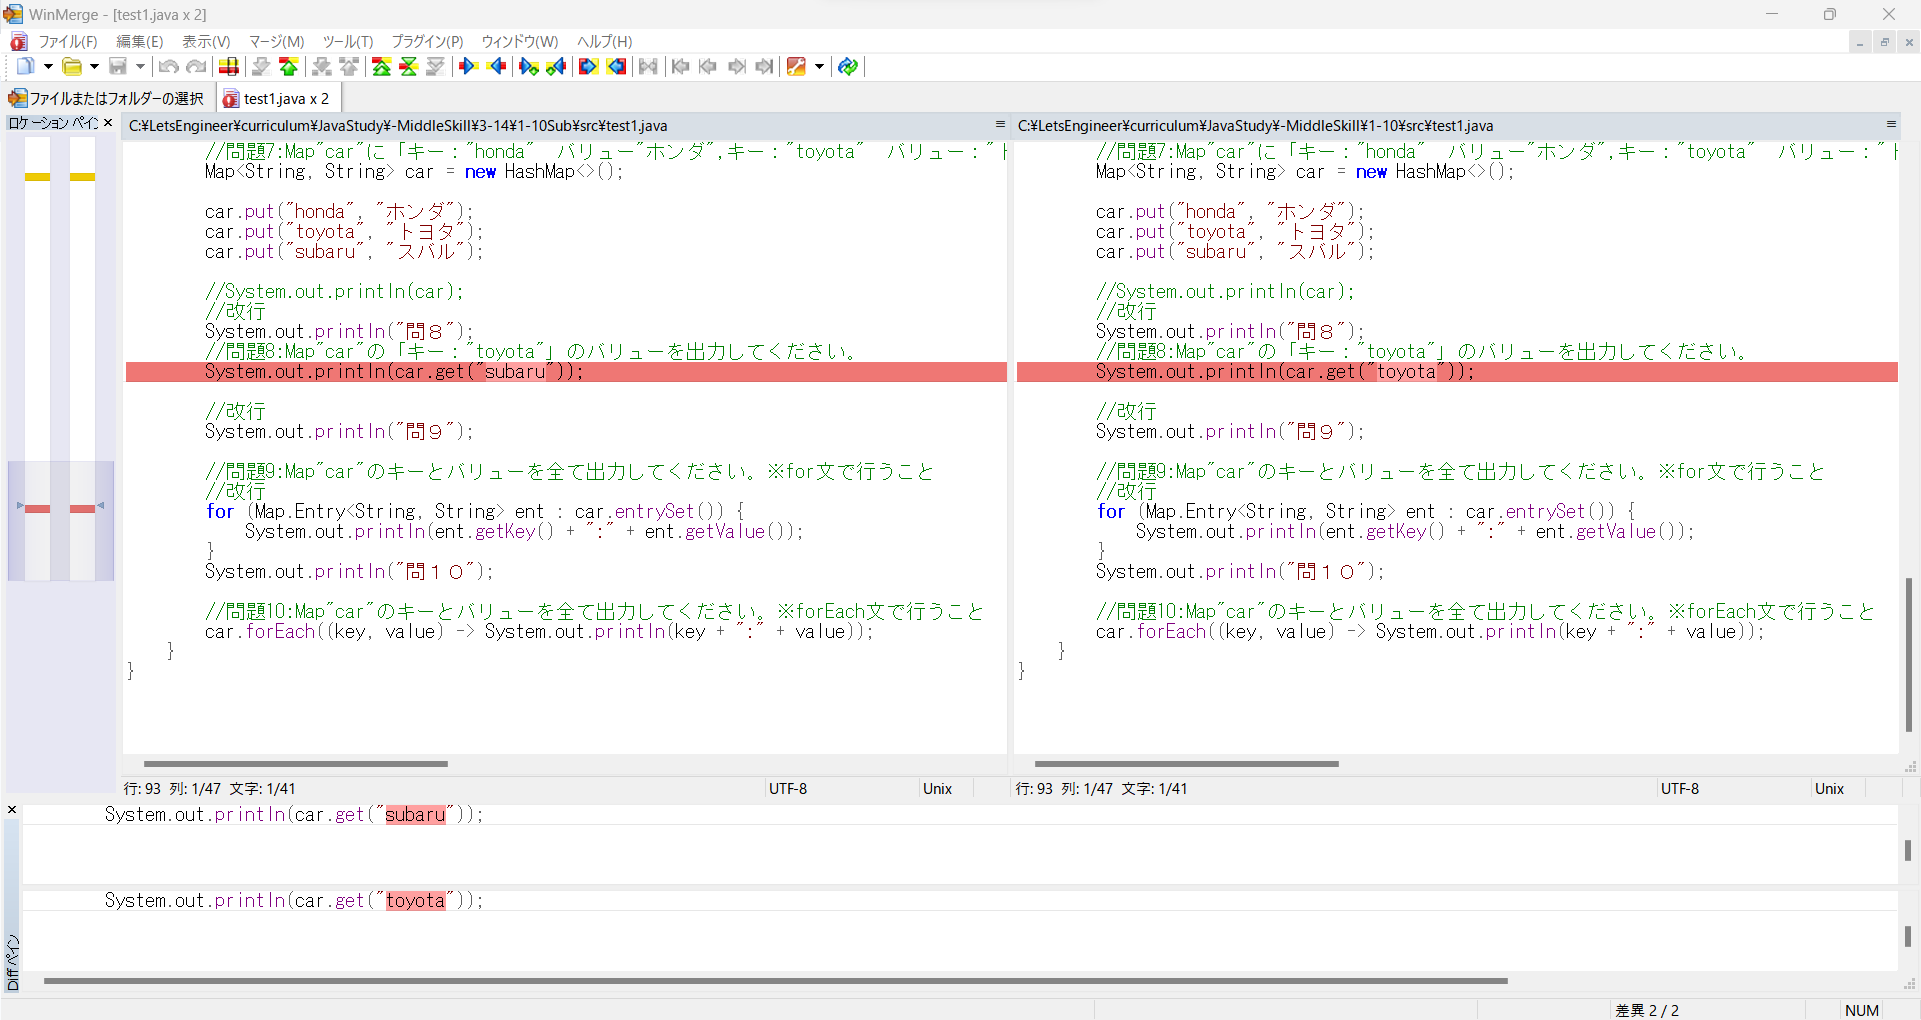 WinMerge - [test1.java x 2]
ファイル(F) 編集(E) 表示(V) マージ(M) ツール(T) プラグイン(P) ウィンドウ(W) ヘルプ(H)
ファイルまたはフォルダーの選択 test1.java x 2
ロケーション ペイン
C:¥LetsEngineer¥curriculum¥JavaStudy¥-MiddleSkill¥3-14¥1-10Sub¥src¥test1.java
//問題7:Map"car"に「キー："honda"　バリュー"ホンダ",キー："toyota"　バリュー："
Map<String, String> car = new HashMap<>();
car.put("honda", "ホンダ");
car.put("toyota", "トヨタ");
car.put("subaru", "スバル");
//System.out.println(car);
//改行
System.out.println("問８");
//問題8:Map"car"の「キー："toyota"」のバリューを出力してください。
System.out.println(car.get("subaru"));
//改行
System.out.println("問９");
//問題9:Map"car"のキーとバリューを全て出力してください。※for文で行うこと
//改行
for (Map.Entry<String, String> ent : car.entrySet()) {
System.out.println(ent.getKey() + ":" + ent.getValue());
}
System.out.println("問１０");
//問題10:Map"car"のキーとバリューを全て出力してください。※forEach文で行うこと
car.forEach((key, value) -> System.out.println(key + ":" + value));
}
}
行: 93 列: 1/47 文字: 1/41 UTF-8 Unix
C:¥LetsEngineer¥curriculum¥JavaStudy¥-MiddleSkill¥1-10¥src¥test1.java
//問題7:Map"car"に「キー："honda"　バリュー"ホンダ",キー："toyota"　バリュー："
Map<String, String> car = new HashMap<>();
car.put("honda", "ホンダ");
car.put("toyota", "トヨタ");
car.put("subaru", "スバル");
//System.out.println(car);
//改行
System.out.println("問８");
//問題8:Map"car"の「キー："toyota"」のバリューを出力してください。
System.out.println(car.get("toyota"));
//改行
System.out.println("問９");
//問題9:Map"car"のキーとバリューを全て出力してください。※for文で行うこと
//改行
for (Map.Entry<String, String> ent : car.entrySet()) {
System.out.println(ent.getKey() + ":" + ent.getValue());
}
System.out.println("問１０");
//問題10:Map"car"のキーとバリューを全て出力してください。※forEach文で行うこと
car.forEach((key, value) -> System.out.println(key + ":" + value));
}
}
行: 93 列: 1/47 文字: 1/41 UTF-8 Unix
Diff ペイン
System.out.println(car.get("subaru"));
System.out.println(car.get("toyota"));
差異 2 / 2 NUM